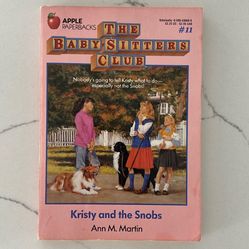 APPLE
PAPERBACKS
THE
BABY-SITTERS
CLUB
#11
Nobody's going to tell Kristy what to do—
especially not the Snobs!
Kristy and the Snobs
Ann M. Martin